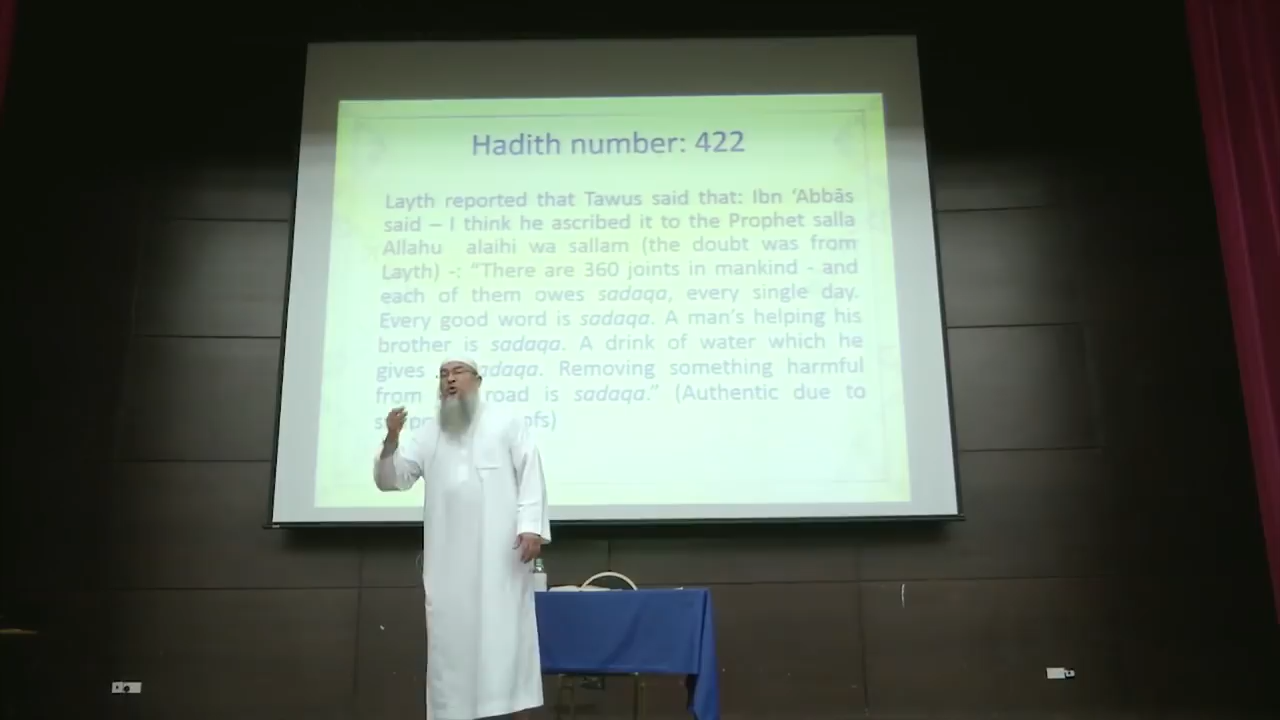 Hadith number: 422
Layth reported that Tawus said that: Ibn ‘Abbās
said – I think he ascribed it to the Prophet salla
Allahu alaihi wa sallam (the doubt was from
Layth) -: “There are 360 joints in mankind - and
each of them owes sadaqa, every single day.
Every good word is sadaqa. A man’s helping his
brother is sadaqa. A drink of water which he
gives sadaqa. Removing something harmful
from road is sadaqa.” (Authentic due to